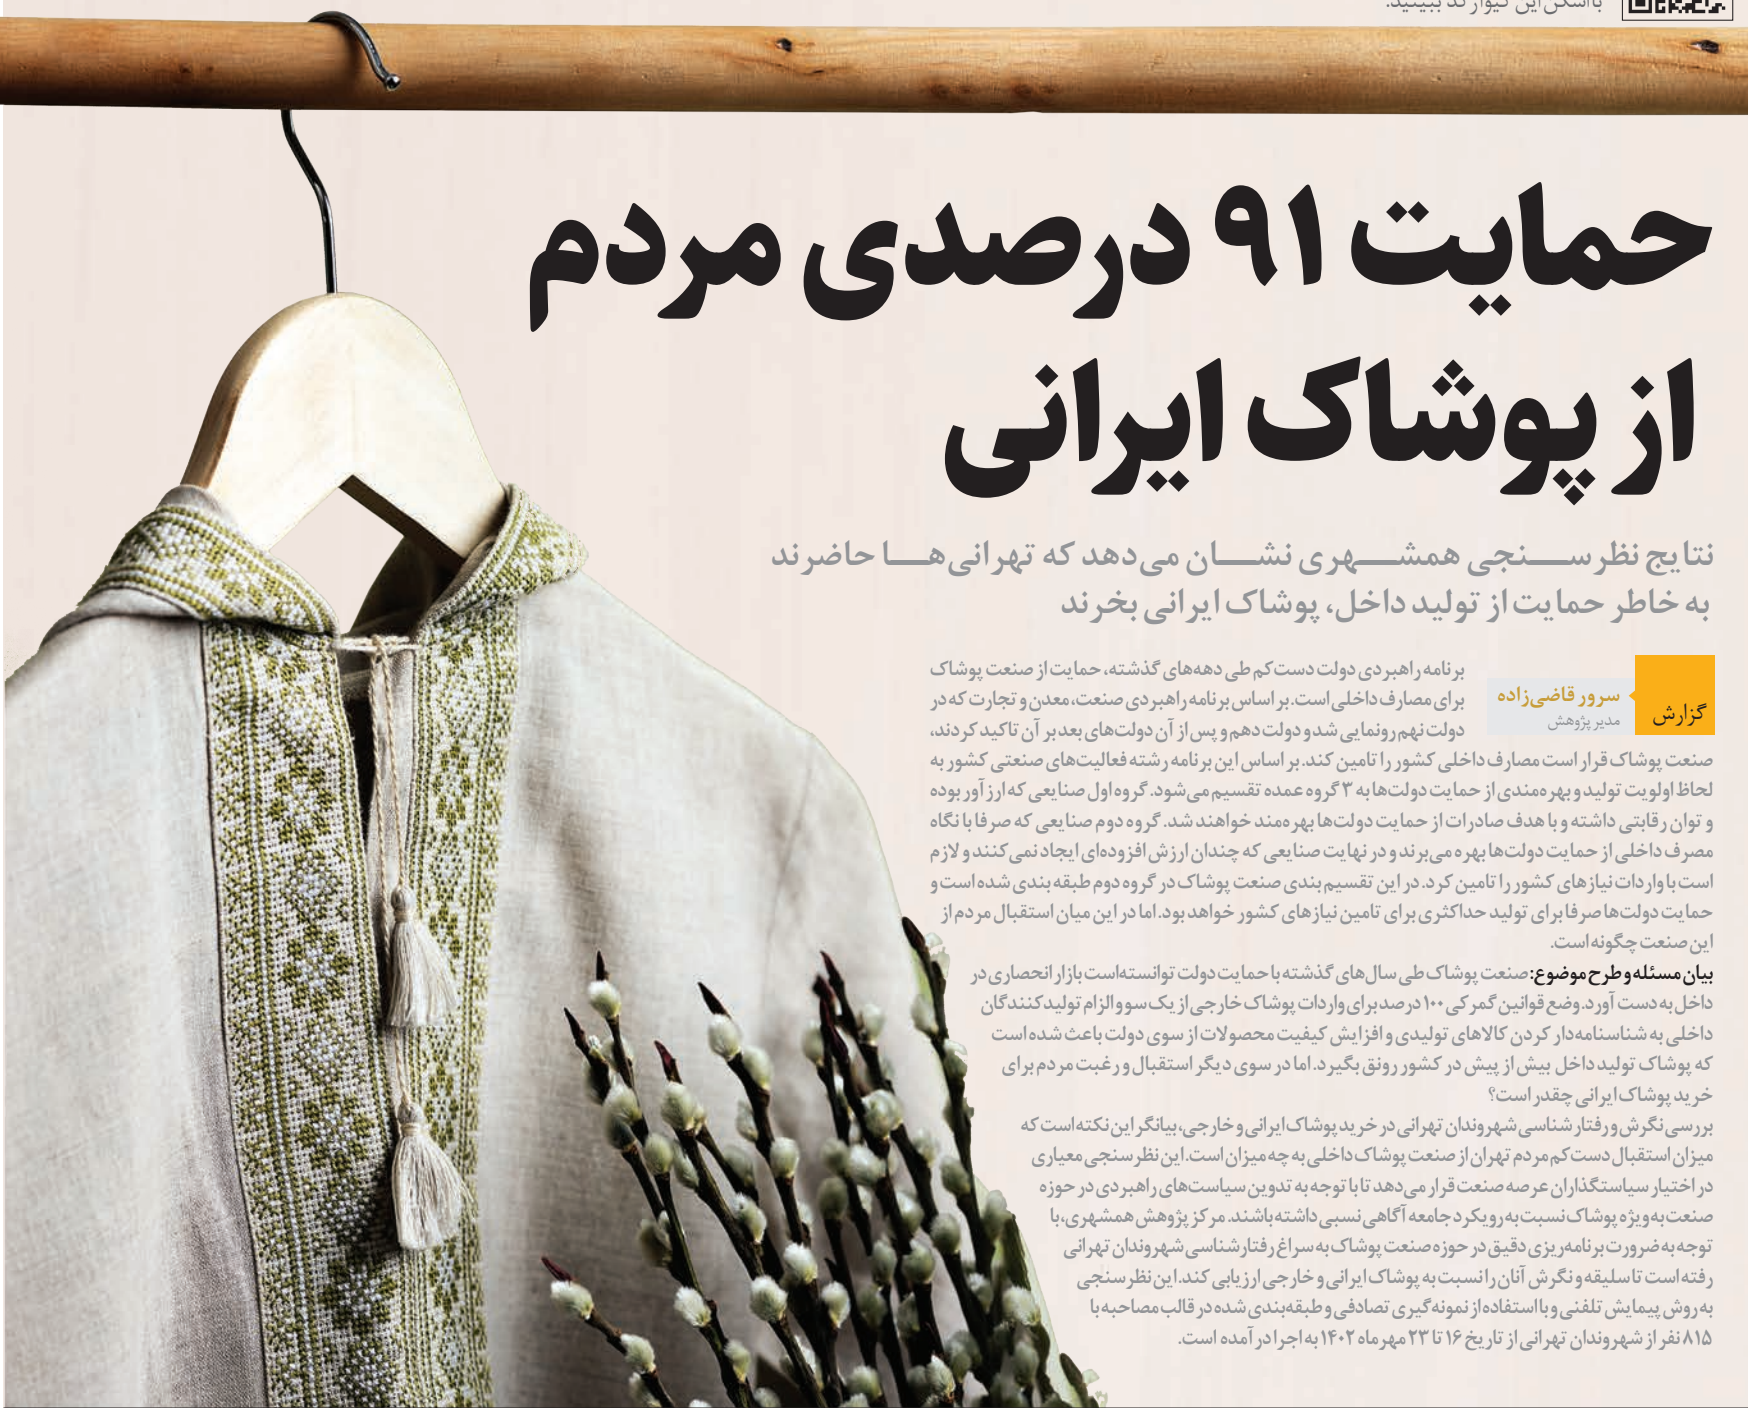 با اسکن این کیوآر کد ببینید.
حمایت ۹۱ درصدی مردم
از پوشاک ایرانی
نتایج نظرسنجی همشهری نشان می‌دهد که تهرانی‌ها حاضرند
به خاطر حمایت از تولید داخل، پوشاک ایرانی بخرند
گزارش
سرور قاضی‌زاده
مدیر پژوهش
برنامه راهبردی دولت دست‌کم طی دهه‌های گذشته، حمایت از صنعت پوشاک
برای مصارف داخلی است. بر اساس برنامه راهبردی صنعت، معدن و تجارت که در
دولت نهم رونمایی شد و دولت دهم و پس از آن دولت‌های بعد بر آن تاکید کردند،
صنعت پوشاک قرار است مصارف داخلی کشور را تامین کند. بر اساس این برنامه رشته فعالیت‌های صنعتی کشور به
لحاظ اولویت تولید و بهره‌مندی از حمایت دولت‌ها به ۳ گروه عمده تقسیم می‌شود. گروه اول صنایعی که ارزآور بوده
و توان رقابتی داشته و با هدف صادرات از حمایت دولت‌ها بهره‌مند خواهند شد. گروه دوم صنایعی که صرفا با نگاه
مصرف داخلی از حمایت دولت‌ها بهره می‌برند و در نهایت صنایعی که چندان ارزش افزوده‌ای ایجاد نمی‌کنند و لازم
است با واردات نیازهای کشور را تامین کرد. در این تقسیم بندی صنعت پوشاک در گروه دوم طبقه بندی شده است و
حمایت دولت‌ها صرفا برای تولید حداکثری برای تامین نیازهای کشور خواهد بود. اما در این میان استقبال مردم از
این صنعت چگونه است.
بیان مسئله و طرح موضوع: صنعت پوشاک طی سال‌های گذشته با حمایت دولت توانسته است بازار انحصاری در
داخل به دست آورد. وضع قوانین گمرکی ۱۰۰ درصد برای واردات پوشاک خارجی از یک سو و الزام تولیدکنندگان
داخلی به شناسنامه‌دار کردن کالاهای تولیدی و افزایش کیفیت محصولات از سوی دولت باعث شده است
که پوشاک تولید داخل بیش از پیش در کشور رونق بگیرد. اما در سوی دیگر استقبال و رغبت مردم برای
خرید پوشاک ایرانی چقدر است؟
بررسی نگرش و رفتارشناسی شهروندان تهرانی در خرید پوشاک ایرانی و خارجی، بیانگر این نکته است که
میزان استقبال دست‌کم مردم تهران از صنعت پوشاک داخلی به چه میزان است. این نظرسنجی معیاری
در اختیار سیاستگذاران عرصه صنعت قرار می‌دهد تا با توجه به تدوین سیاست‌های راهبردی در حوزه
صنعت به ویژه پوشاک نسبت به رویکرد جامعه آگاهی نسبی داشته باشند. مرکز پژوهش همشهری، با
توجه به ضرورت برنامه‌ریزی دقیق در حوزه صنعت پوشاک به سراغ رفتارشناسی شهروندان تهرانی
رفته است تا سلیقه و نگرش آنان را نسبت به پوشاک ایرانی و خارجی ارزیابی کند. این نظرسنجی
به روش پیمایش تلفنی و با استفاده از نمونه‌گیری تصادفی و طبقه‌بندی شده در قالب مصاحبه با
۸۱۵ نفر از شهروندان تهرانی از تاریخ ۱۶ تا ۲۳ مهرماه ۱۴۰۲ به اجرا در آمده است.